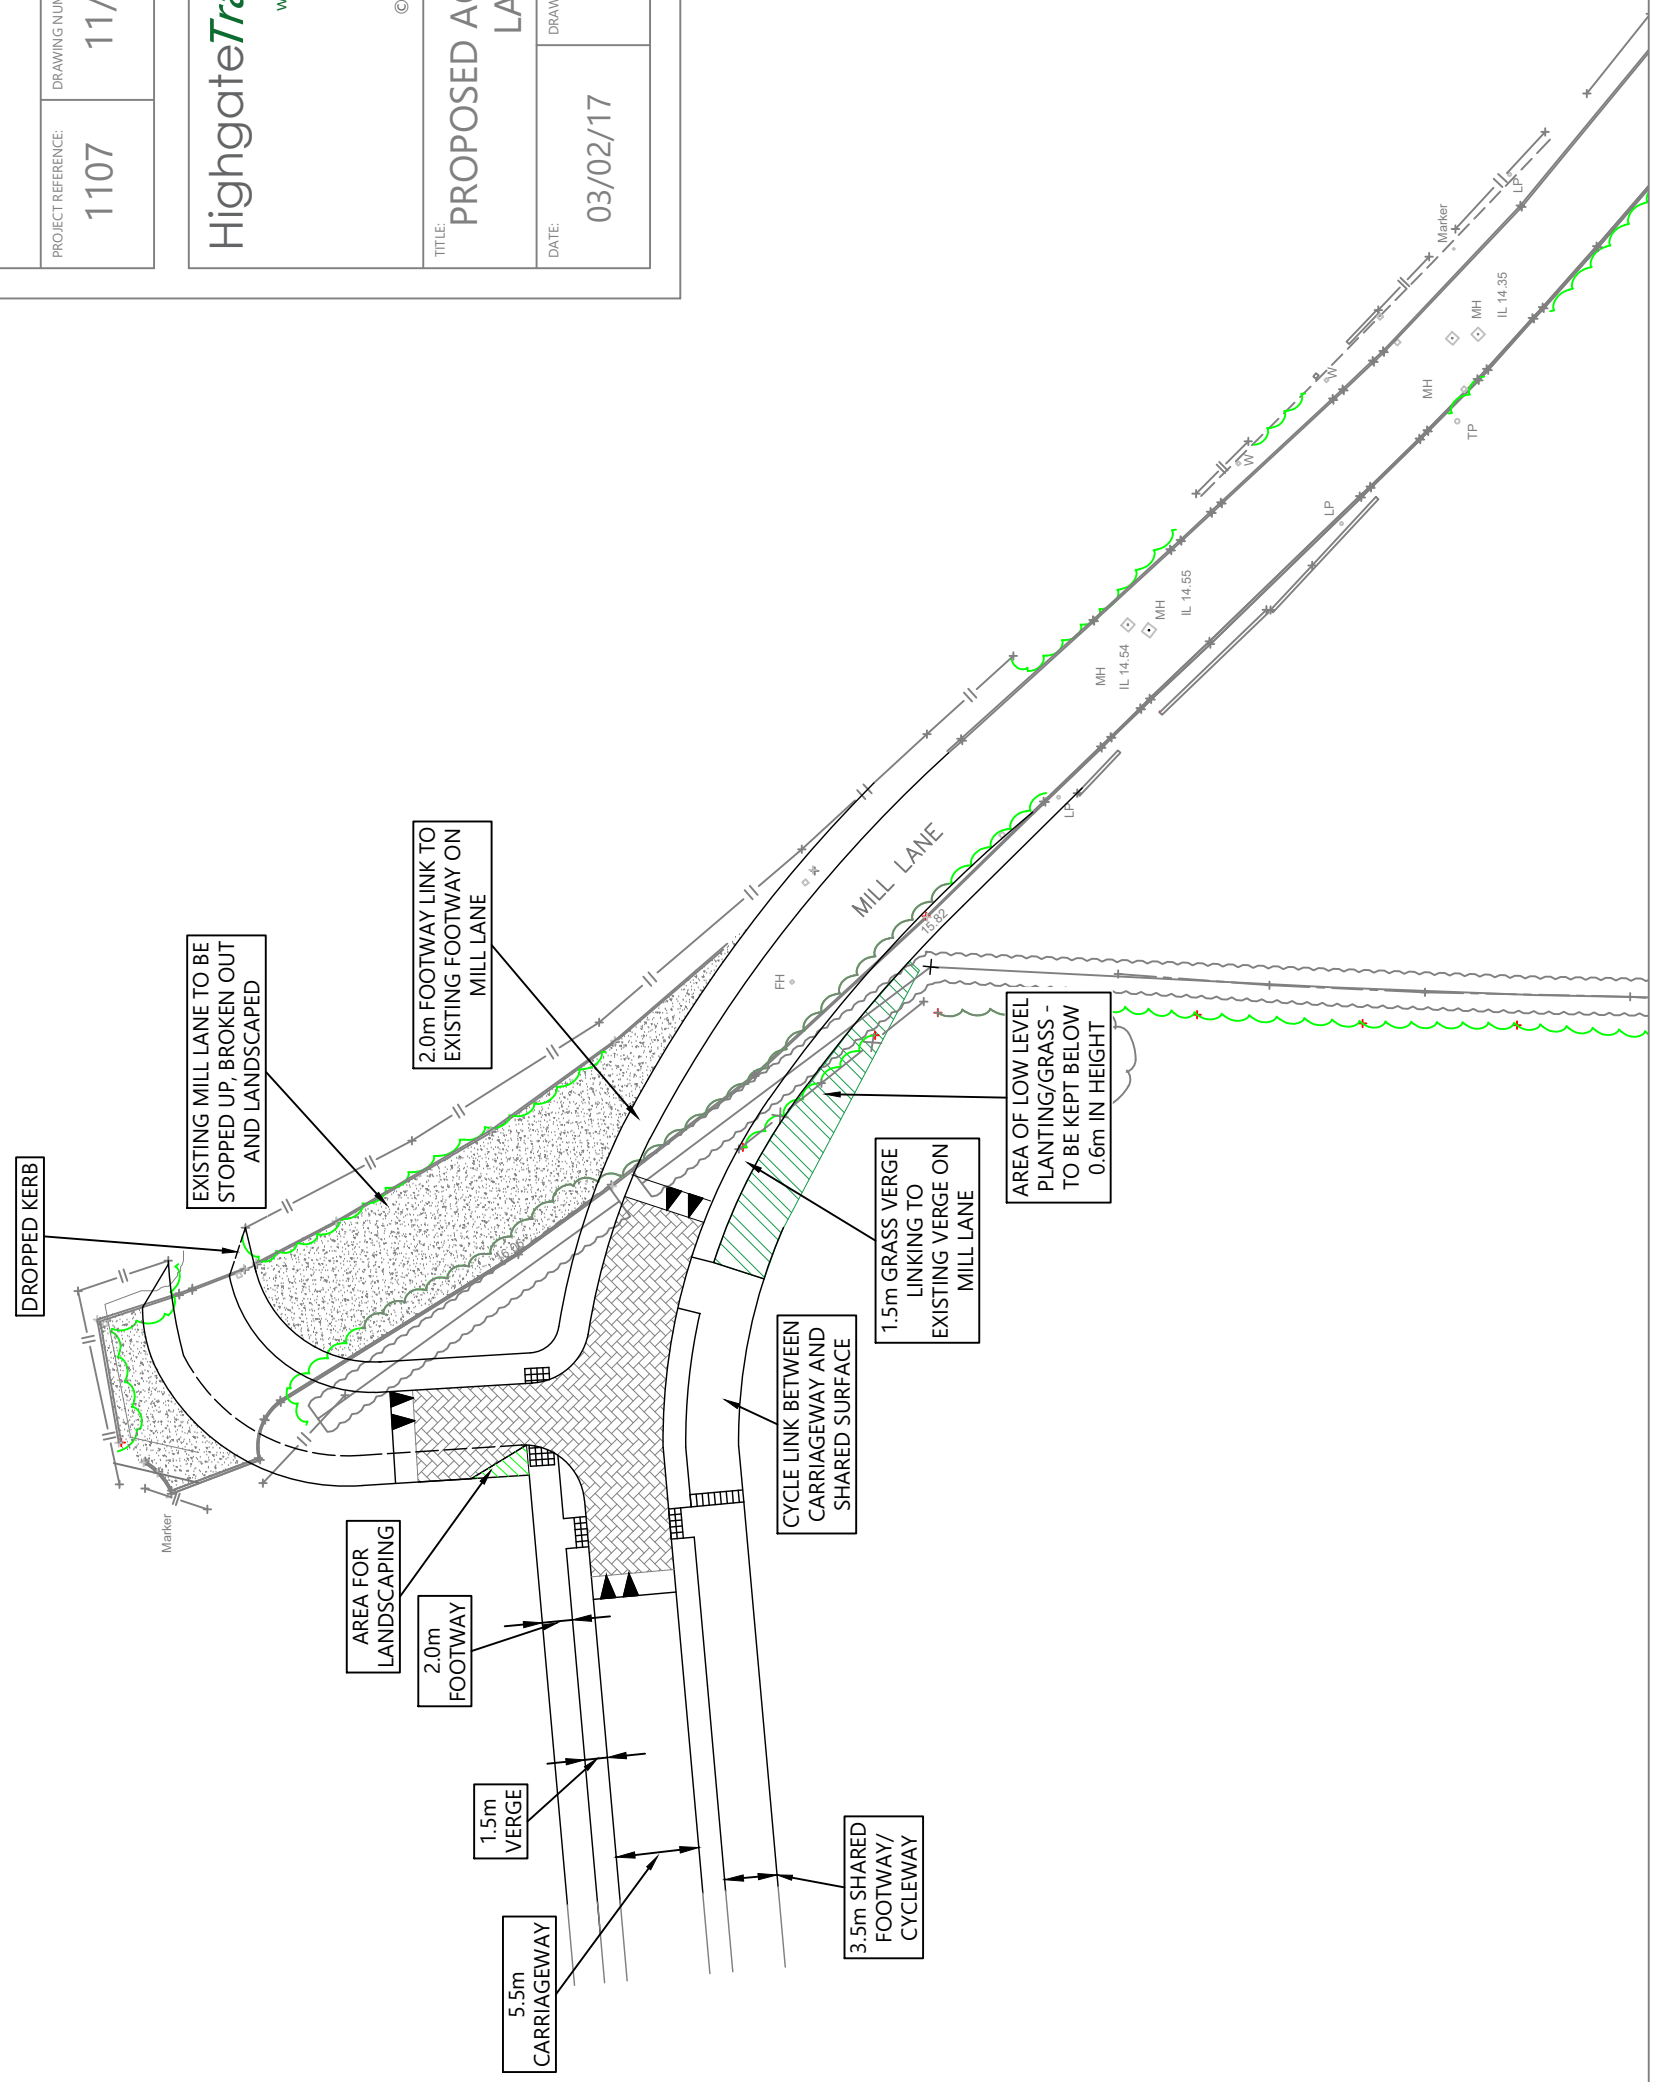 PROJECT REFERENCE:
1107
DRAWING NUM
11/
HighgateTra
w
©
TITLE:
PROPOSED AC
LA
DATE:
03/02/17
DRAW
DROPPED KERB
EXISTING MILL LANE TO BE
STOPPED UP, BROKEN OUT
AND LANDSCAPED
2.0m FOOTWAY LINK TO
EXISTING FOOTWAY ON
MILL LANE
Marker
AREA FOR
LANDSCAPING
2.0m
FOOTWAY
1.5m
VERGE
5.5m
CARRIAGEWAY
3.5m SHARED
FOOTWAY/
CYCLEWAY
CYCLE LINK BETWEEN
CARRIAGEWAY AND
SHARED SURFACE
1.5m GRASS VERGE
LINKING TO
EXISTING VERGE ON
MILL LANE
AREA OF LOW LEVEL
PLANTING/GRASS -
TO BE KEPT BELOW
0.6m IN HEIGHT
FH
MILL LANE
15.82
LP
MH
IL 14.54
MH
IL 14.55
W
W
LP
TP
MH
MH
IL 14.35
Marker
LP